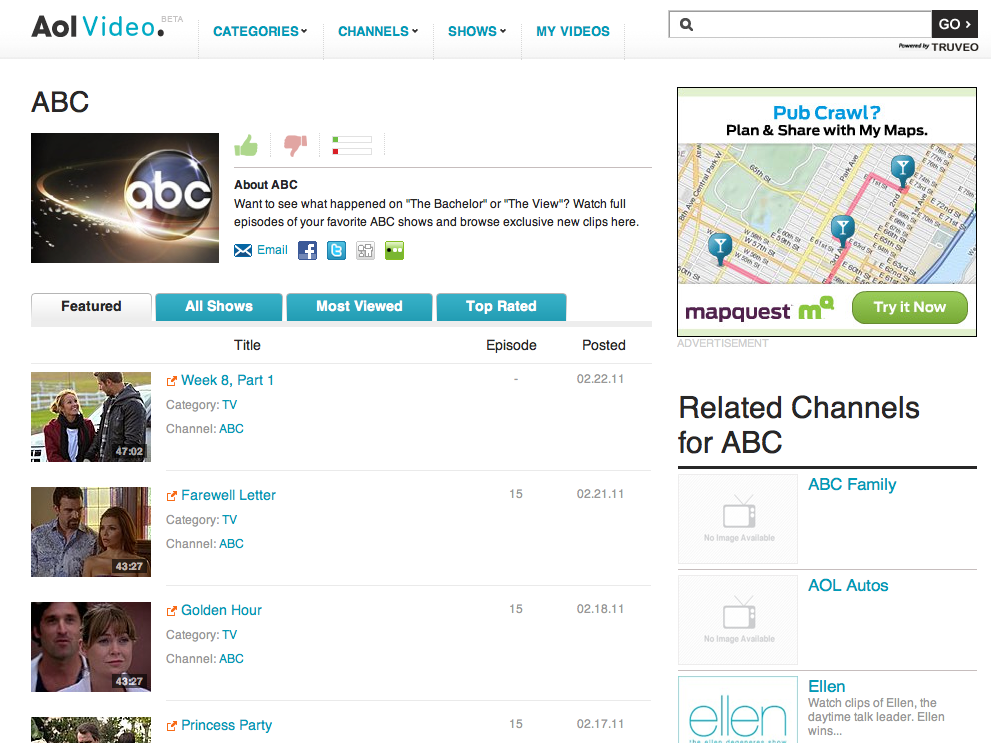 Aol Video. BETA
CATEGORIES
CHANNELS
SHOWS
MY VIDEOS
GO >
Powered by TRUVEO
ABC
abc
About ABC
Want to see what happened on "The Bachelor" or "The View"? Watch full
episodes of your favorite ABC shows and browse exclusive new clips here.
Email
Featured
All Shows
Most Viewed
Top Rated
Title Episode Posted
47:02
Week 8, Part 1 - 02.22.11
Category: TV
Channel: ABC
43:27
Farewell Letter 15 02.21.11
Category: TV
Channel: ABC
43:27
Golden Hour 15 02.18.11
Category: TV
Channel: ABC
Princess Party 15 02.17.11
Pub Crawl?
Plan & Share with My Maps.
mapquest mq
Try it Now
ADVERTISEMENT
Related Channels
for ABC
No Image Available
ABC Family
No Image Available
AOL Autos
ellen
the ellen degeneres show
Ellen
Watch clips of Ellen, the
daytime talk leader. Ellen
wins...